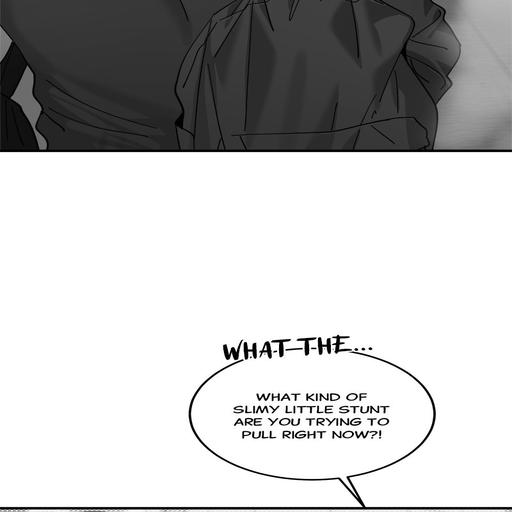 WHAT THE...
WHAT KIND OF
SLIMY LITTLE STUNT
ARE YOU TRYING TO
PULL RIGHT NOW?!